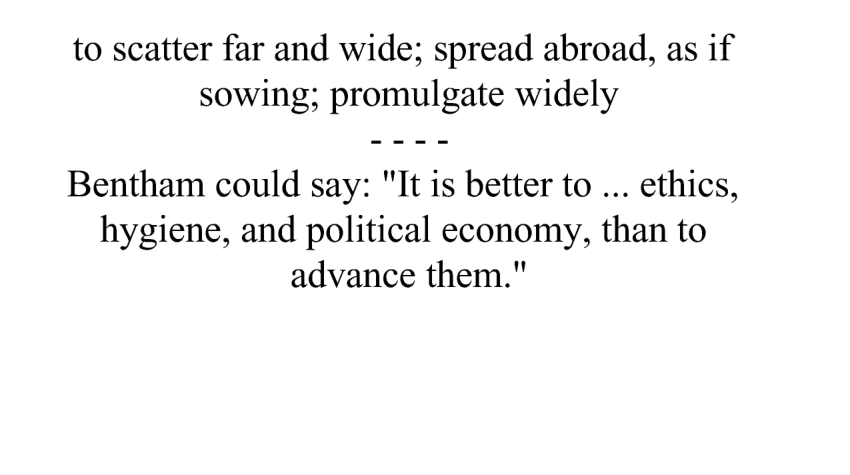 to scatter far and wide; spread abroad, as if
sowing; promulgate widely
- - - -
Bentham could say: "It is better to ... ethics,
hygiene, and political economy, than to
advance them."